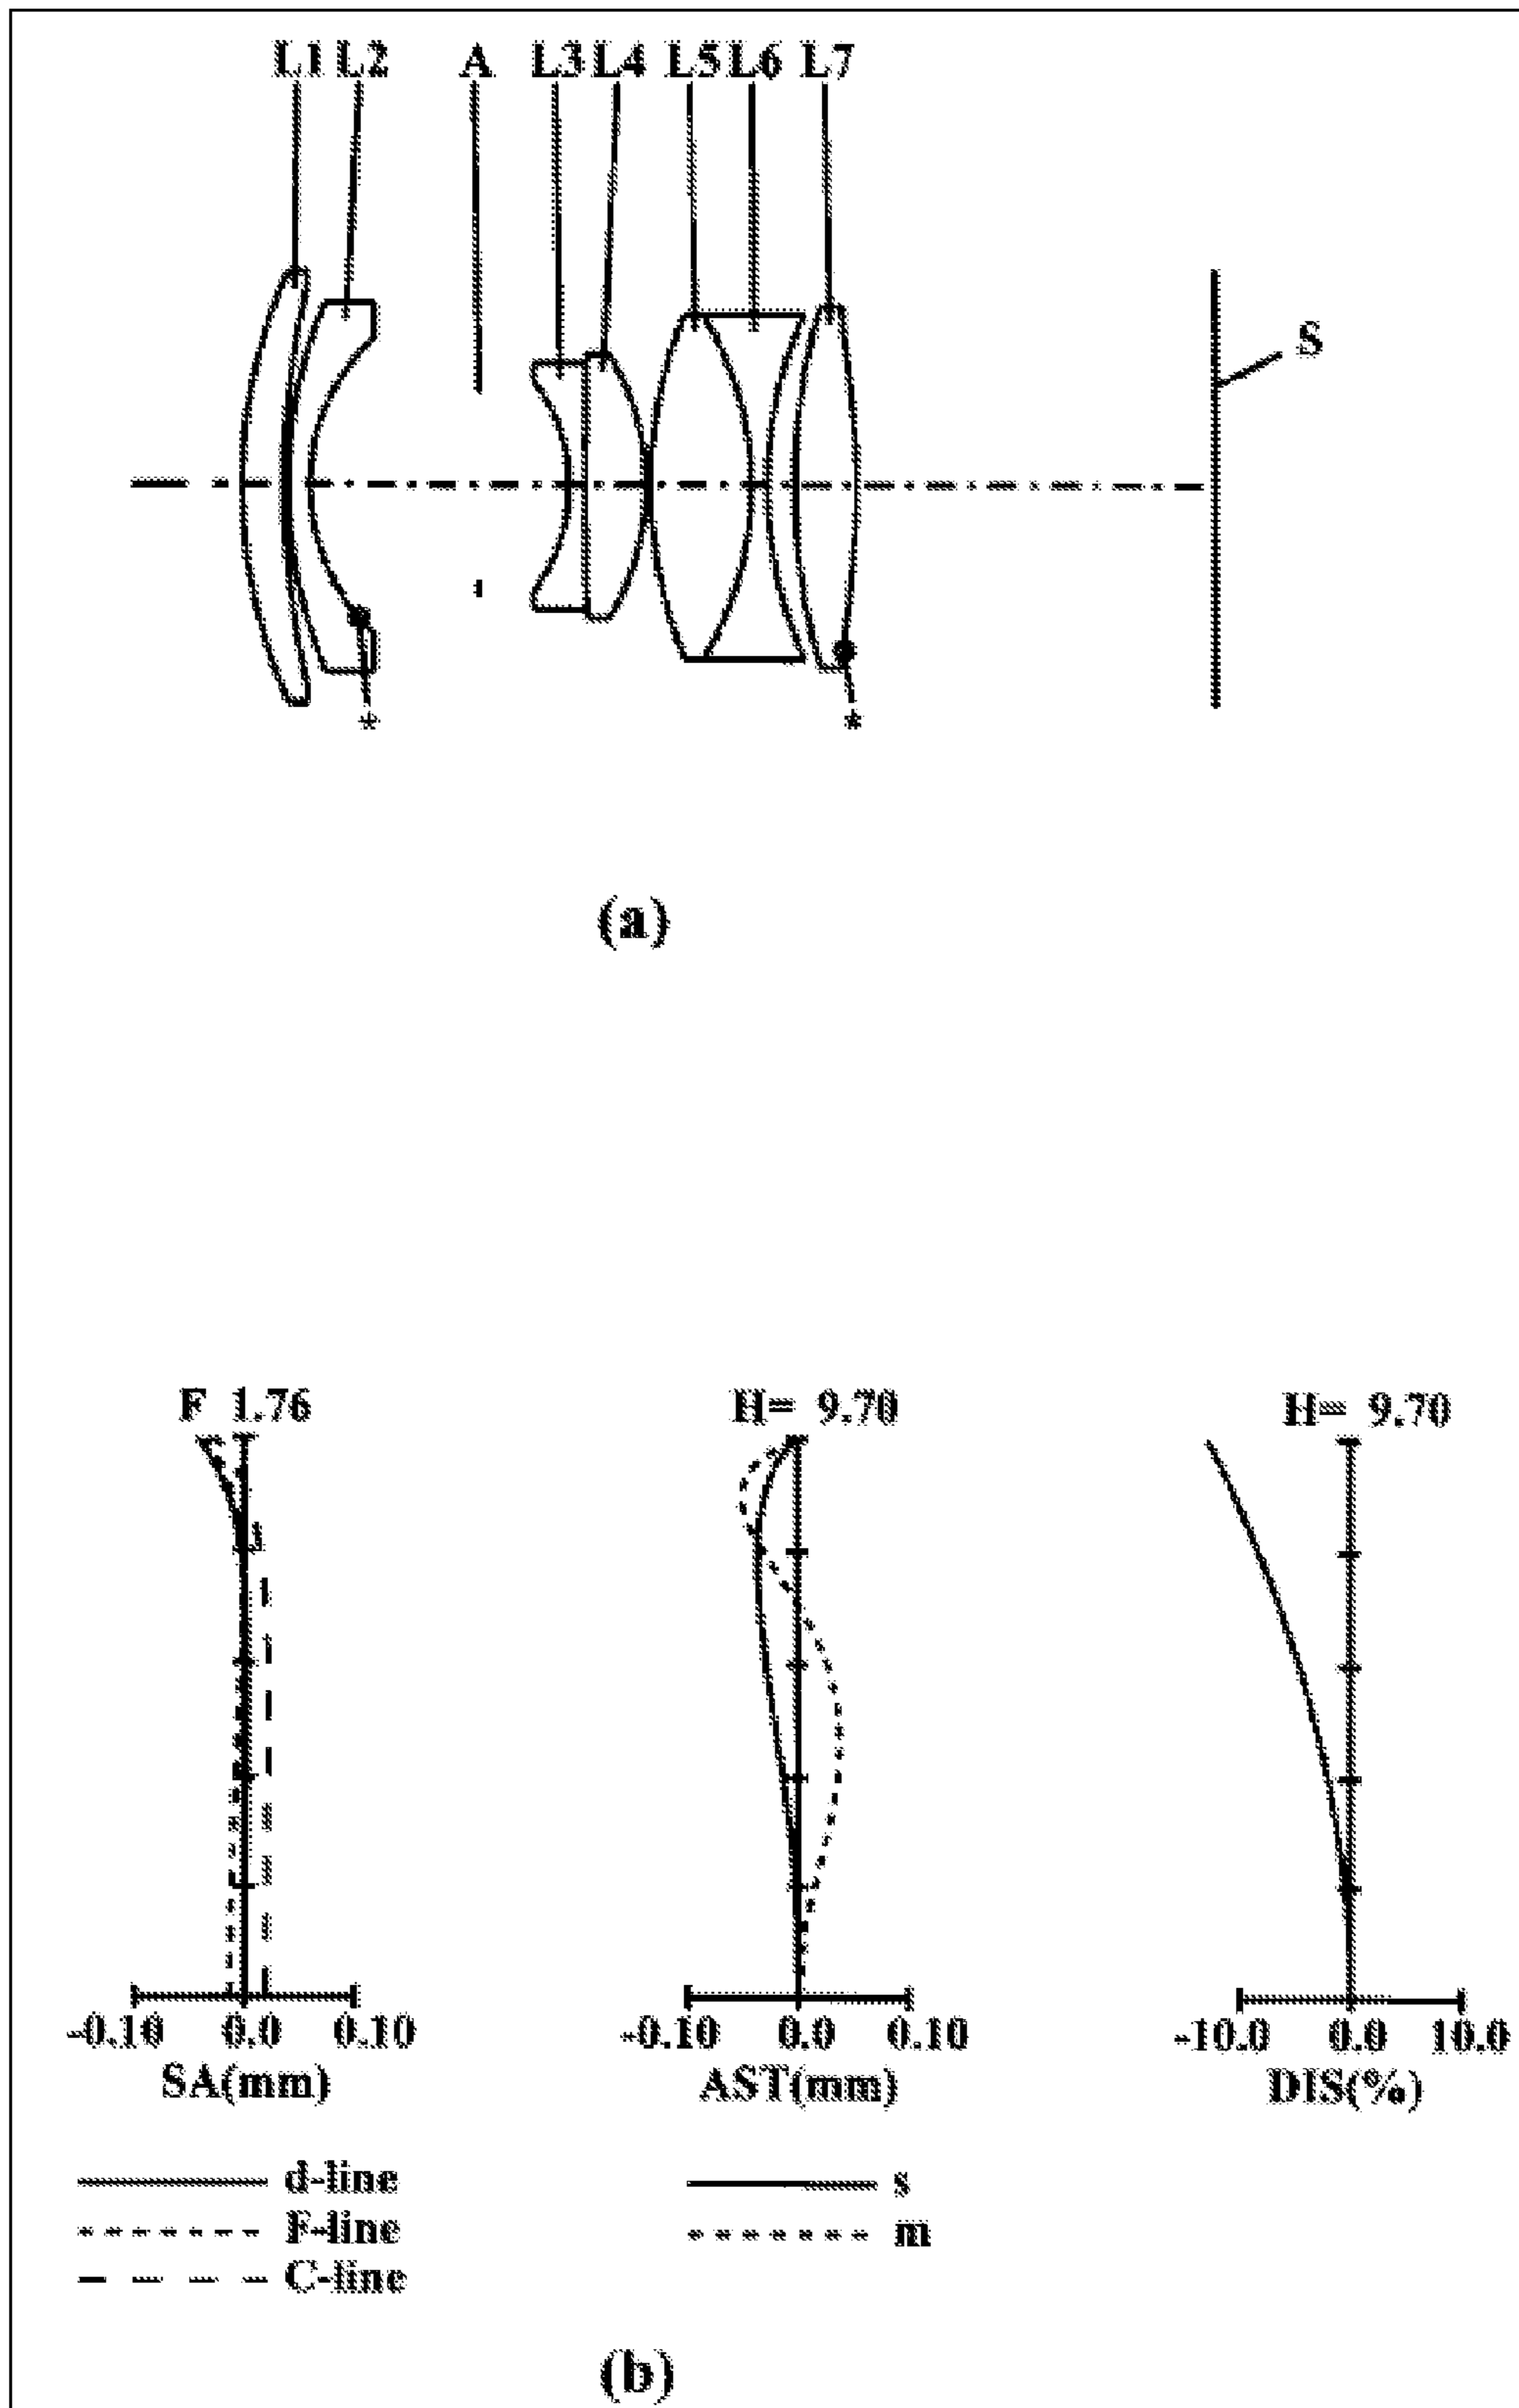 L1 L2 A L3 L4 L5 L6 L7
S
* *
(a)
F 1.76 H= 9.70 H= 9.70
-0.10 0.0 0.10 -0.10 0.0 0.10 -10.0 0.0 10.0
SA(mm) AST(mm) DIS(%)
d-line s
F-line m
C-line
(b)